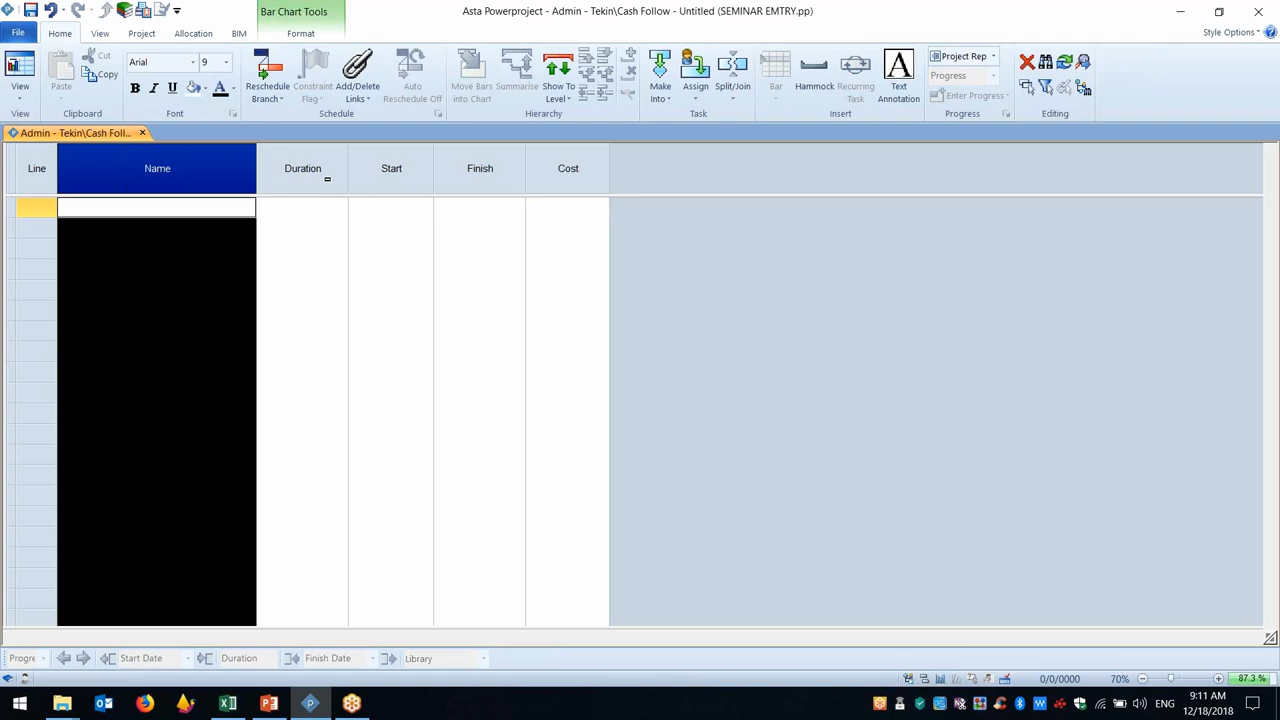 Bar Chart Tools
Asta Powerproject - Admin - Tekin\Cash Follow - Untitled (SEMINAR EMTRY.pp)
File Home View Project Allocation BIM Format Style Options
View
Paste
Cut
Copy
Arial 9
B I U A
Reschedule Branch
Constraint Flag
Add/Delete Links
Auto Reschedule Off
Move Bars into Chart
Summarise
Show To Level
Make Into
Assign
Split/Join
Bar
Hammock
Recurring Task
Text Annotation
Project Rep
Progress
Enter Progress
View Clipboard Font Schedule Hierarchy Task Insert Progress Editing
Admin - Tekin\Cash Foll...
Line Name Duration Start Finish Cost
Progre Start Date Duration Finish Date Library
0/0/0000 70% 87.3 %
ENG
9:11 AM
12/18/2018